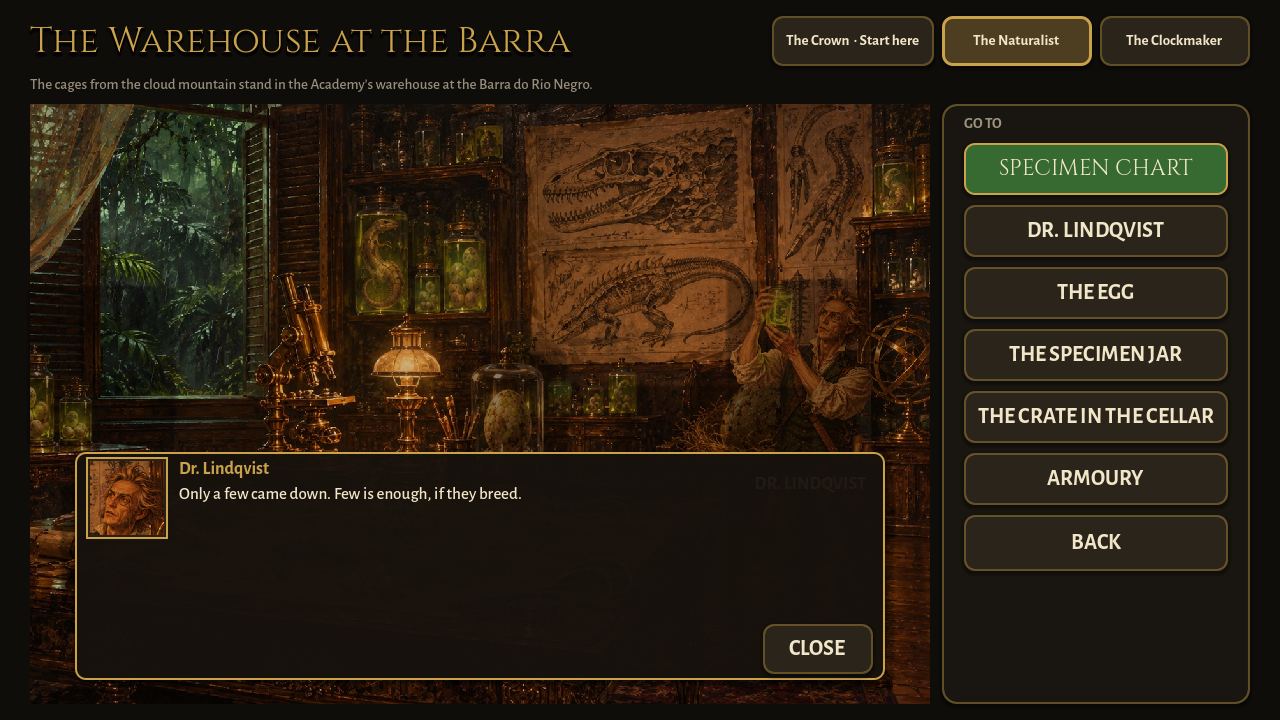 The Warehouse at the Barra
The Crown · Start here
The Naturalist
The Clockmaker
The cages from the cloud mountain stand in the Academy's warehouse at the Barra do Rio Negro.
GO TO
SPECIMEN CHART
DR. LINDQVIST
THE EGG
THE SPECIMEN JAR
THE CRATE IN THE CELLAR
ARMOURY
BACK
Dr. Lindqvist
DR. LINDQVIST
Only a few came down. Few is enough, if they breed.
CLOSE